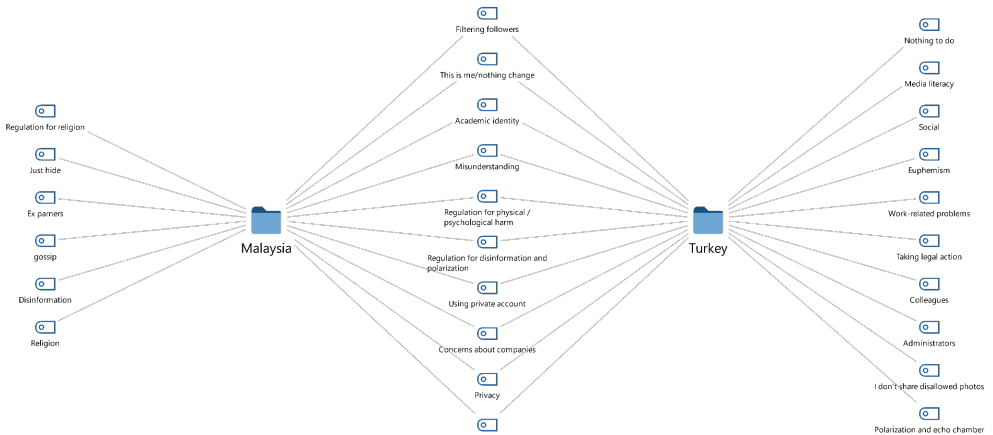 Filtering followers
This is me/nothing change
Academic identity
Misunderstanding
Regulation for physical /
psychological harm
Regulation for disinformation and
polarization
Using private account
Concerns about companies
Privacy
Regulation for religion
Just hide
Ex parners
gossip
Disinformation
Religion
Malaysia
Turkey
Nothing to do
Media literacy
Social
Euphemism
Work-related problems
Taking legal action
Colleagues
Administrators
I don't share disallowed photos
Polarization and echo chamber